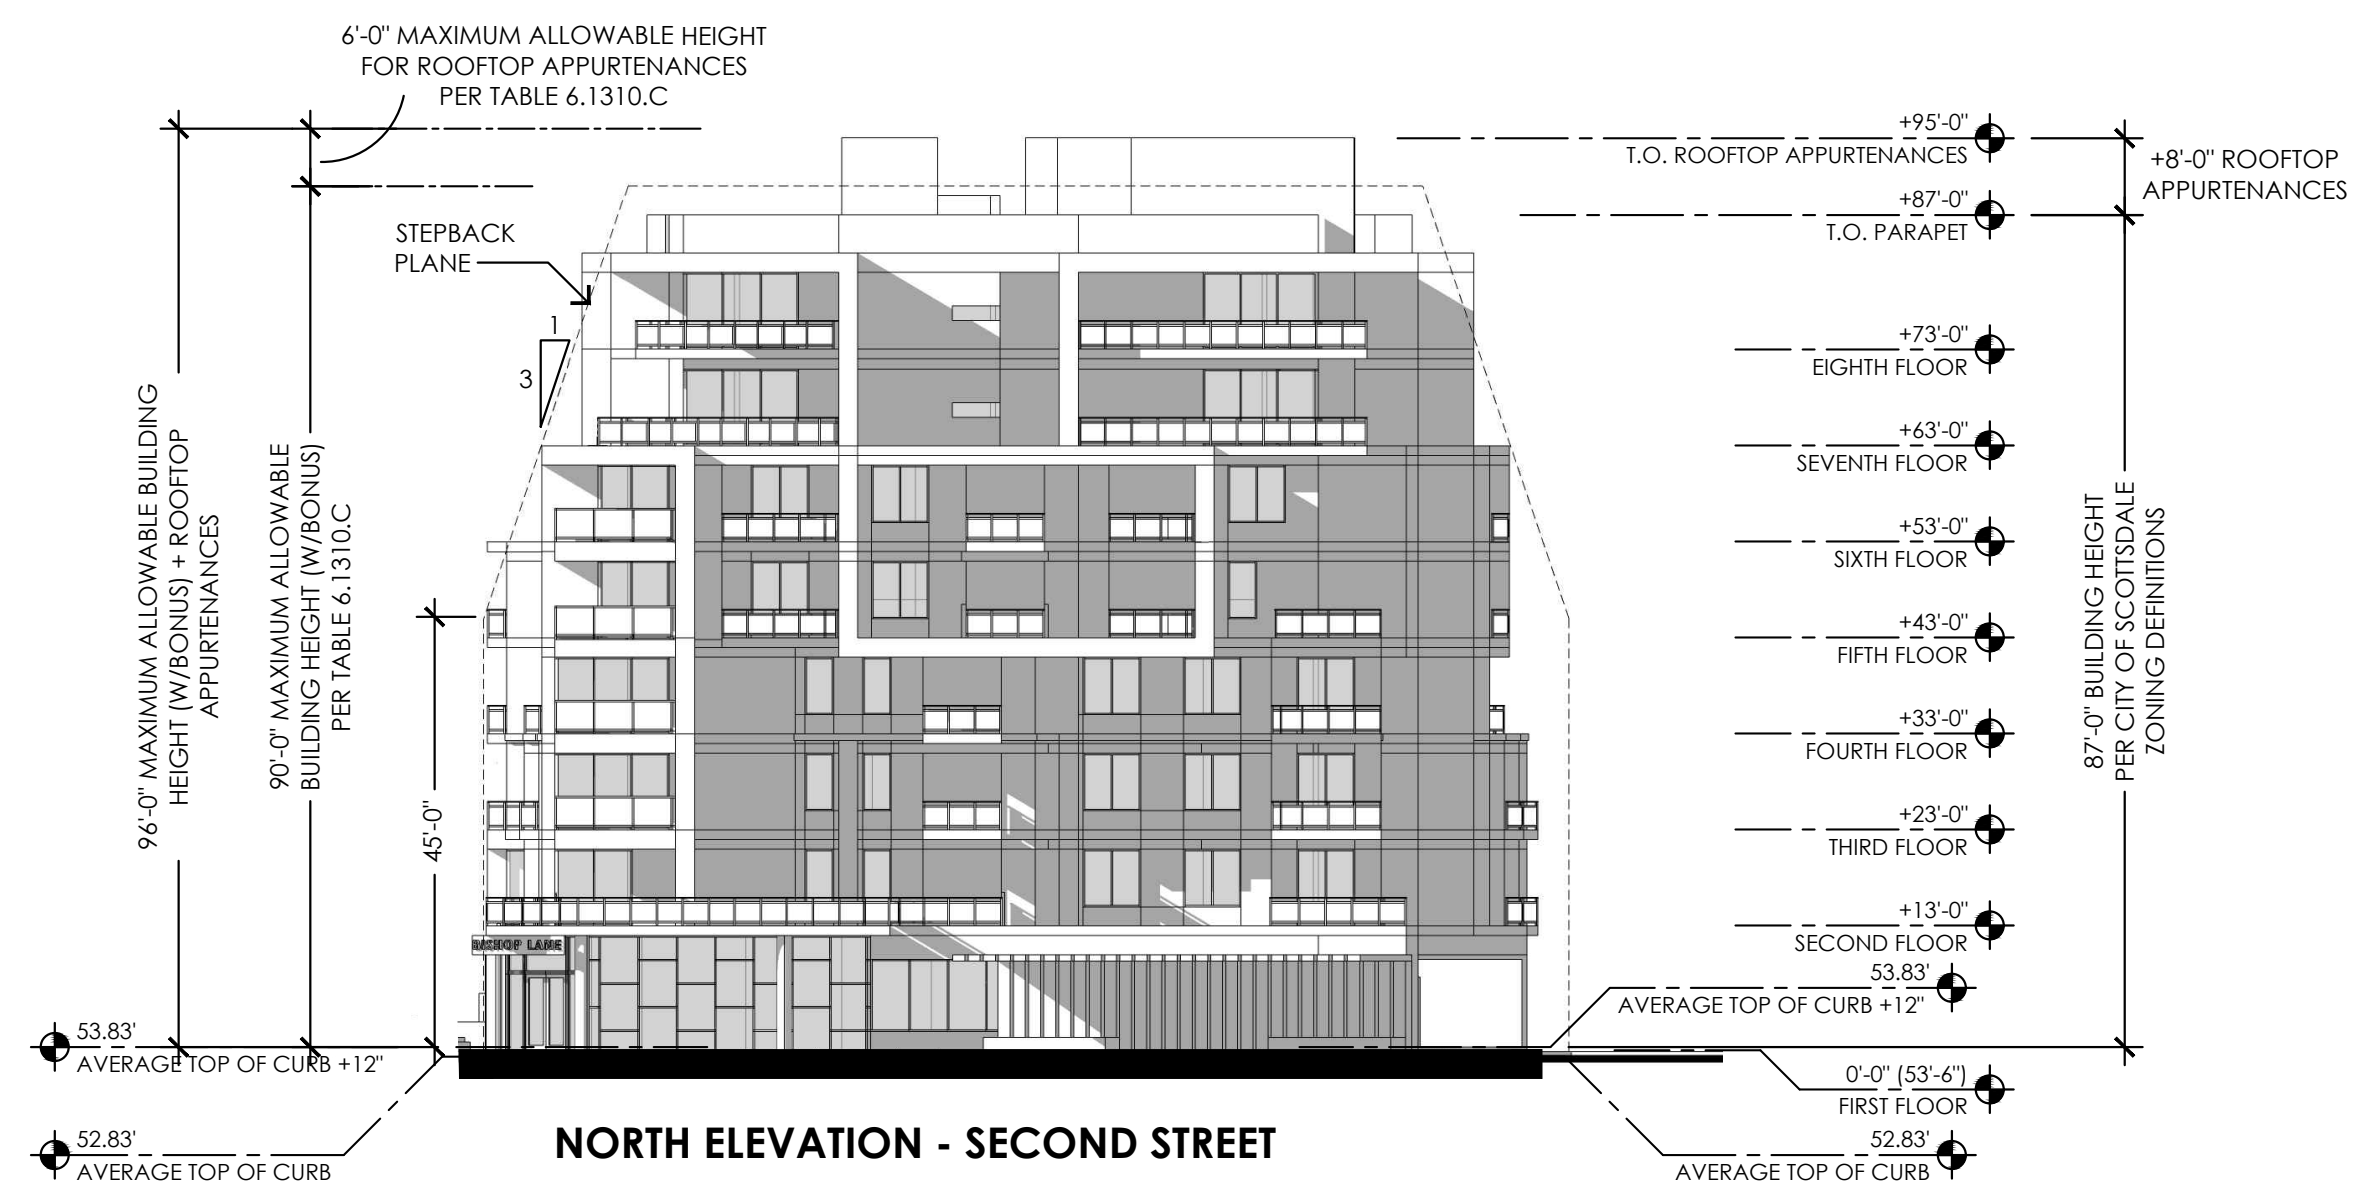 6'-0" MAXIMUM ALLOWABLE HEIGHT
FOR ROOFTOP APPURTENANCES
PER TABLE 6.1310.C
STEPBACK
PLANE
1
3
96'-0" MAXIMUM ALLOWABLE BUILDING
HEIGHT (W/BONUS) + ROOFTOP
APPURTENANCES
90'-0" MAXIMUM ALLOWABLE
BUILDING HEIGHT (W/BONUS)
PER TABLE 6.1310.C
45'-0"
53.83'
AVERAGE TOP OF CURB +12"
52.83'
AVERAGE TOP OF CURB
BISHOP LANE
+95'-0"
T.O. ROOFTOP APPURTENANCES
+87'-0"
T.O. PARAPET
+8'-0" ROOFTOP
APPURTENANCES
+73'-0"
EIGHTH FLOOR
+63'-0"
SEVENTH FLOOR
+53'-0"
SIXTH FLOOR
+43'-0"
FIFTH FLOOR
+33'-0"
FOURTH FLOOR
+23'-0"
THIRD FLOOR
+13'-0"
SECOND FLOOR
87'-0" BUILDING HEIGHT
PER CITY OF SCOTTSDALE
ZONING DEFINITIONS
53.83'
AVERAGE TOP OF CURB +12"
0'-0" (53'-6")
FIRST FLOOR
52.83'
AVERAGE TOP OF CURB
NORTH ELEVATION - SECOND STREET